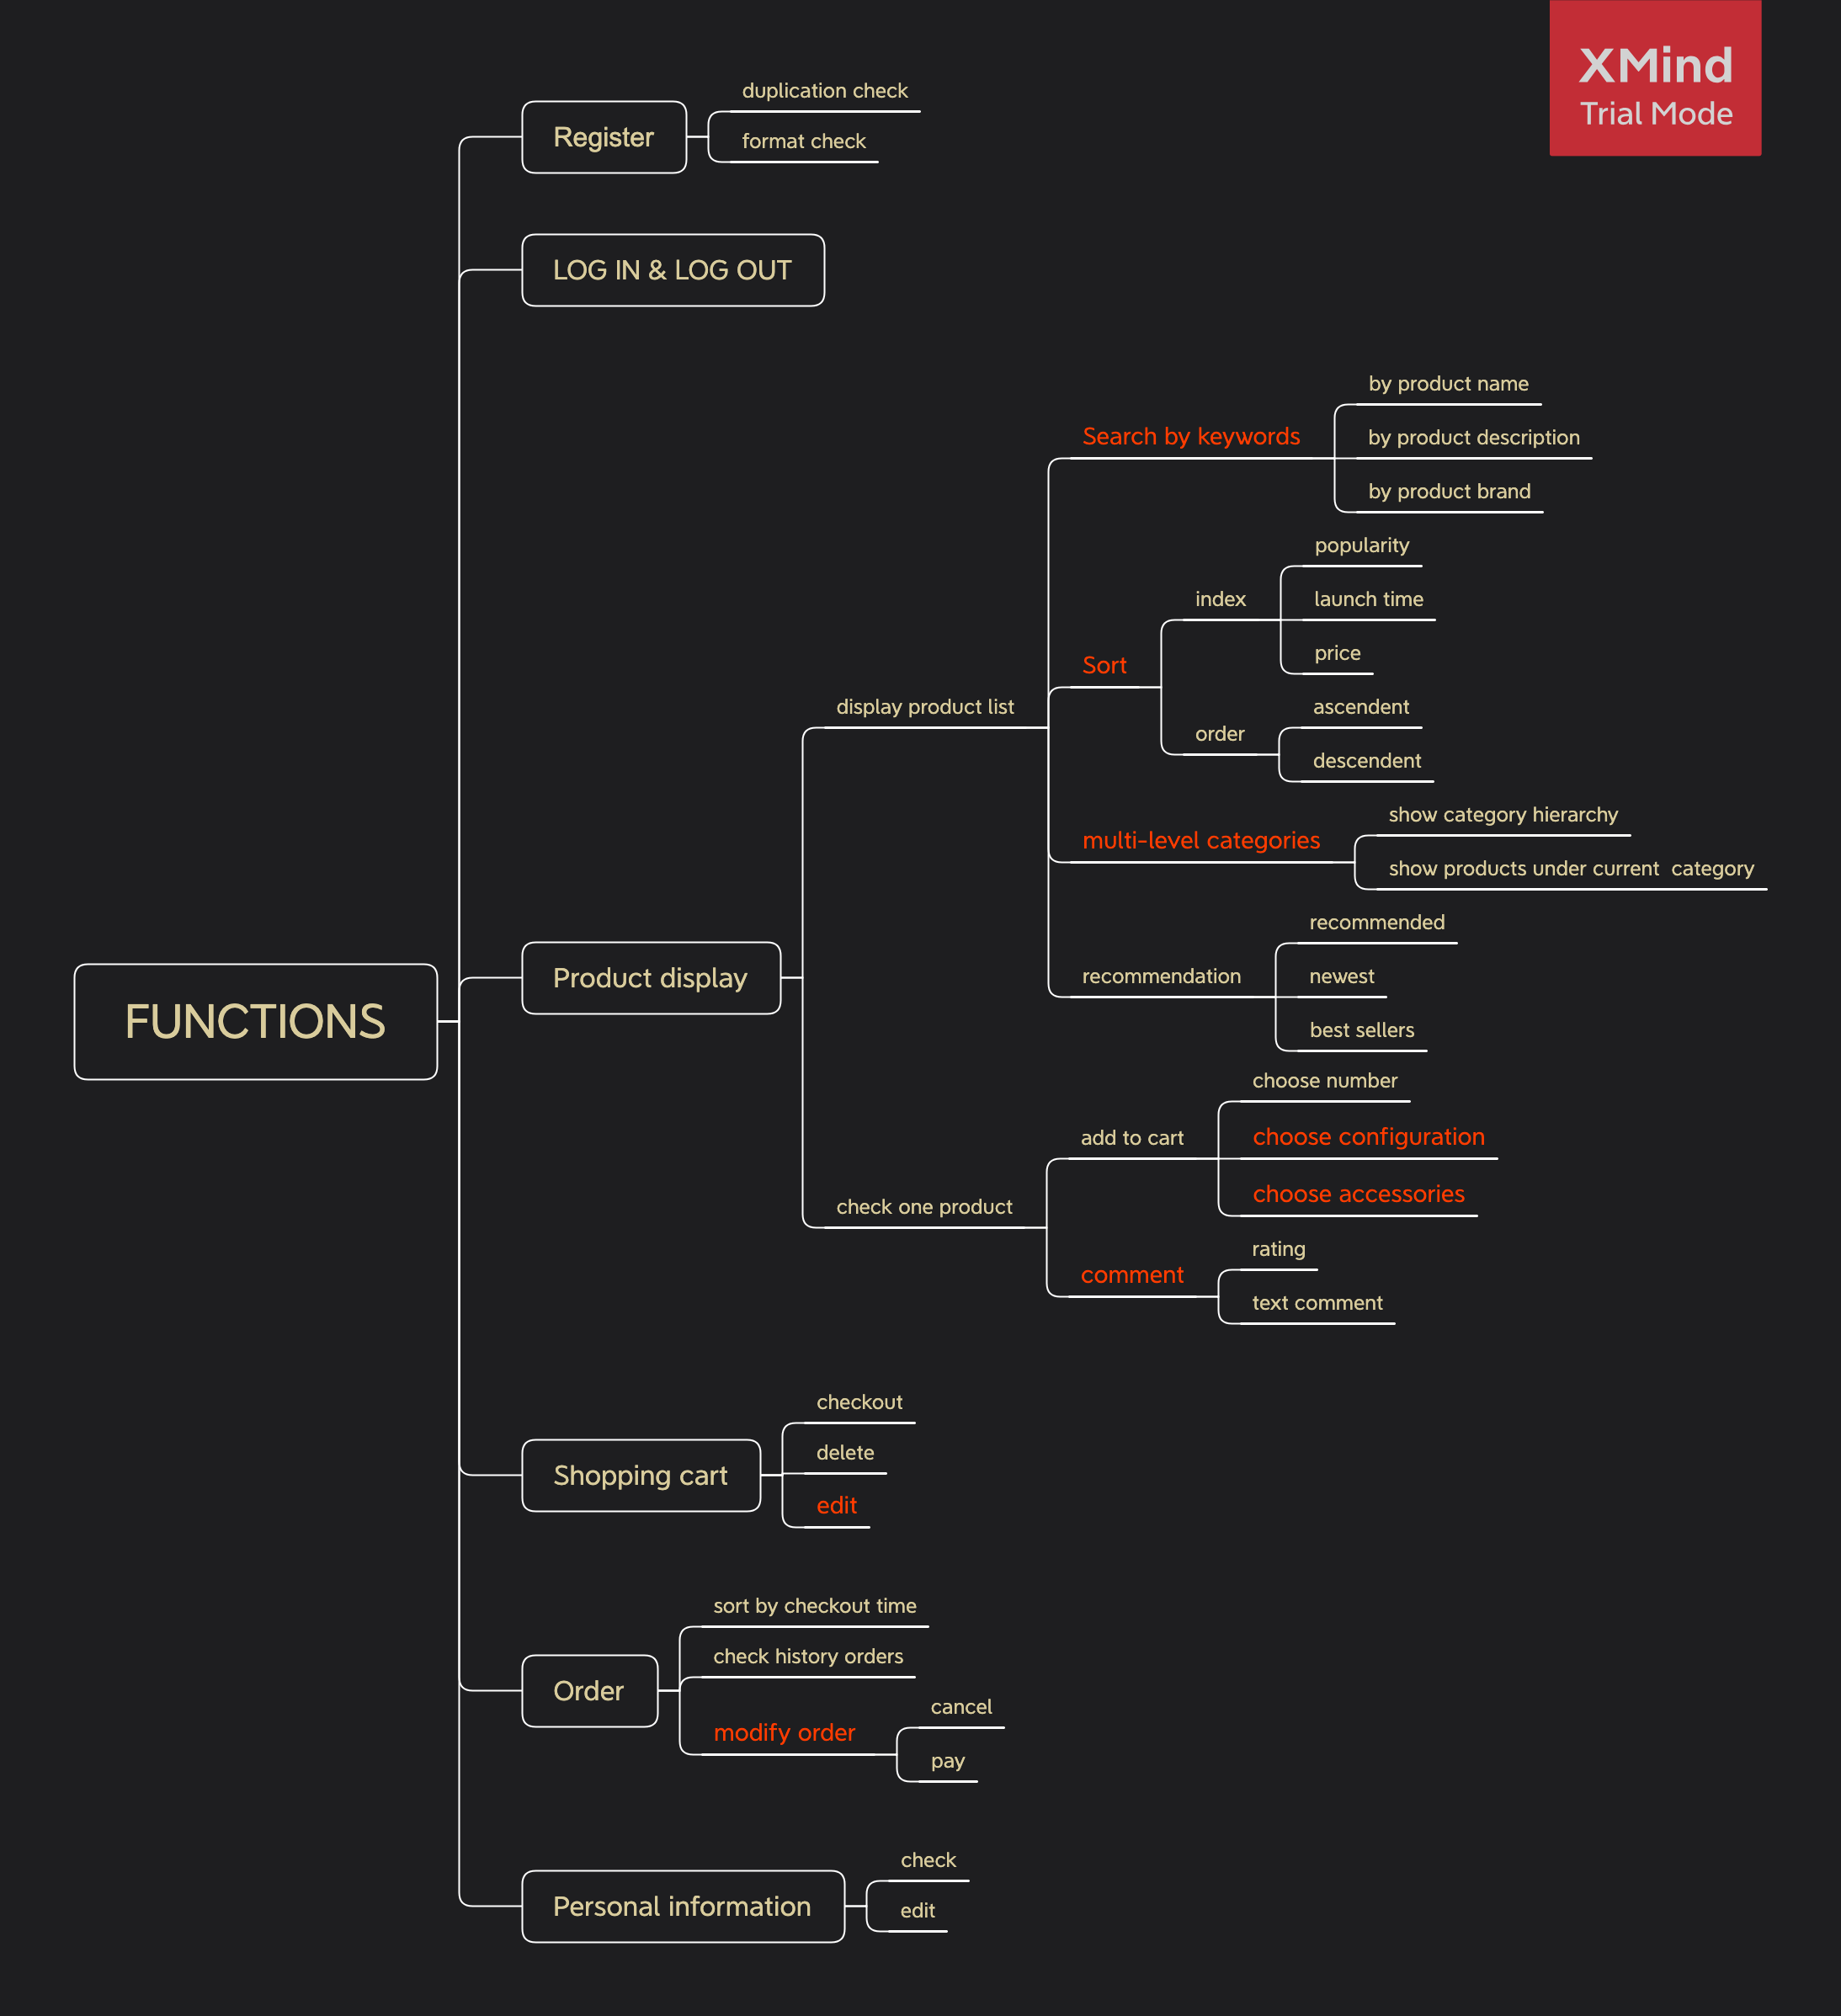 XMind
Trial Mode
FUNCTIONS
Register
duplication check
format check
LOG IN & LOG OUT
Product display
display product list
Search by keywords
by product name
by product description
by product brand
Sort
index
popularity
launch time
price
order
ascendent
descendent
multi-level categories
show category hierarchy
show products under current  category
recommendation
recommended
newest
best sellers
check one product
add to cart
choose number
choose configuration
choose accessories
comment
rating
text comment
Shopping cart
checkout
delete
edit
Order
sort by checkout time
check history orders
modify order
cancel
pay
Personal information
check
edit